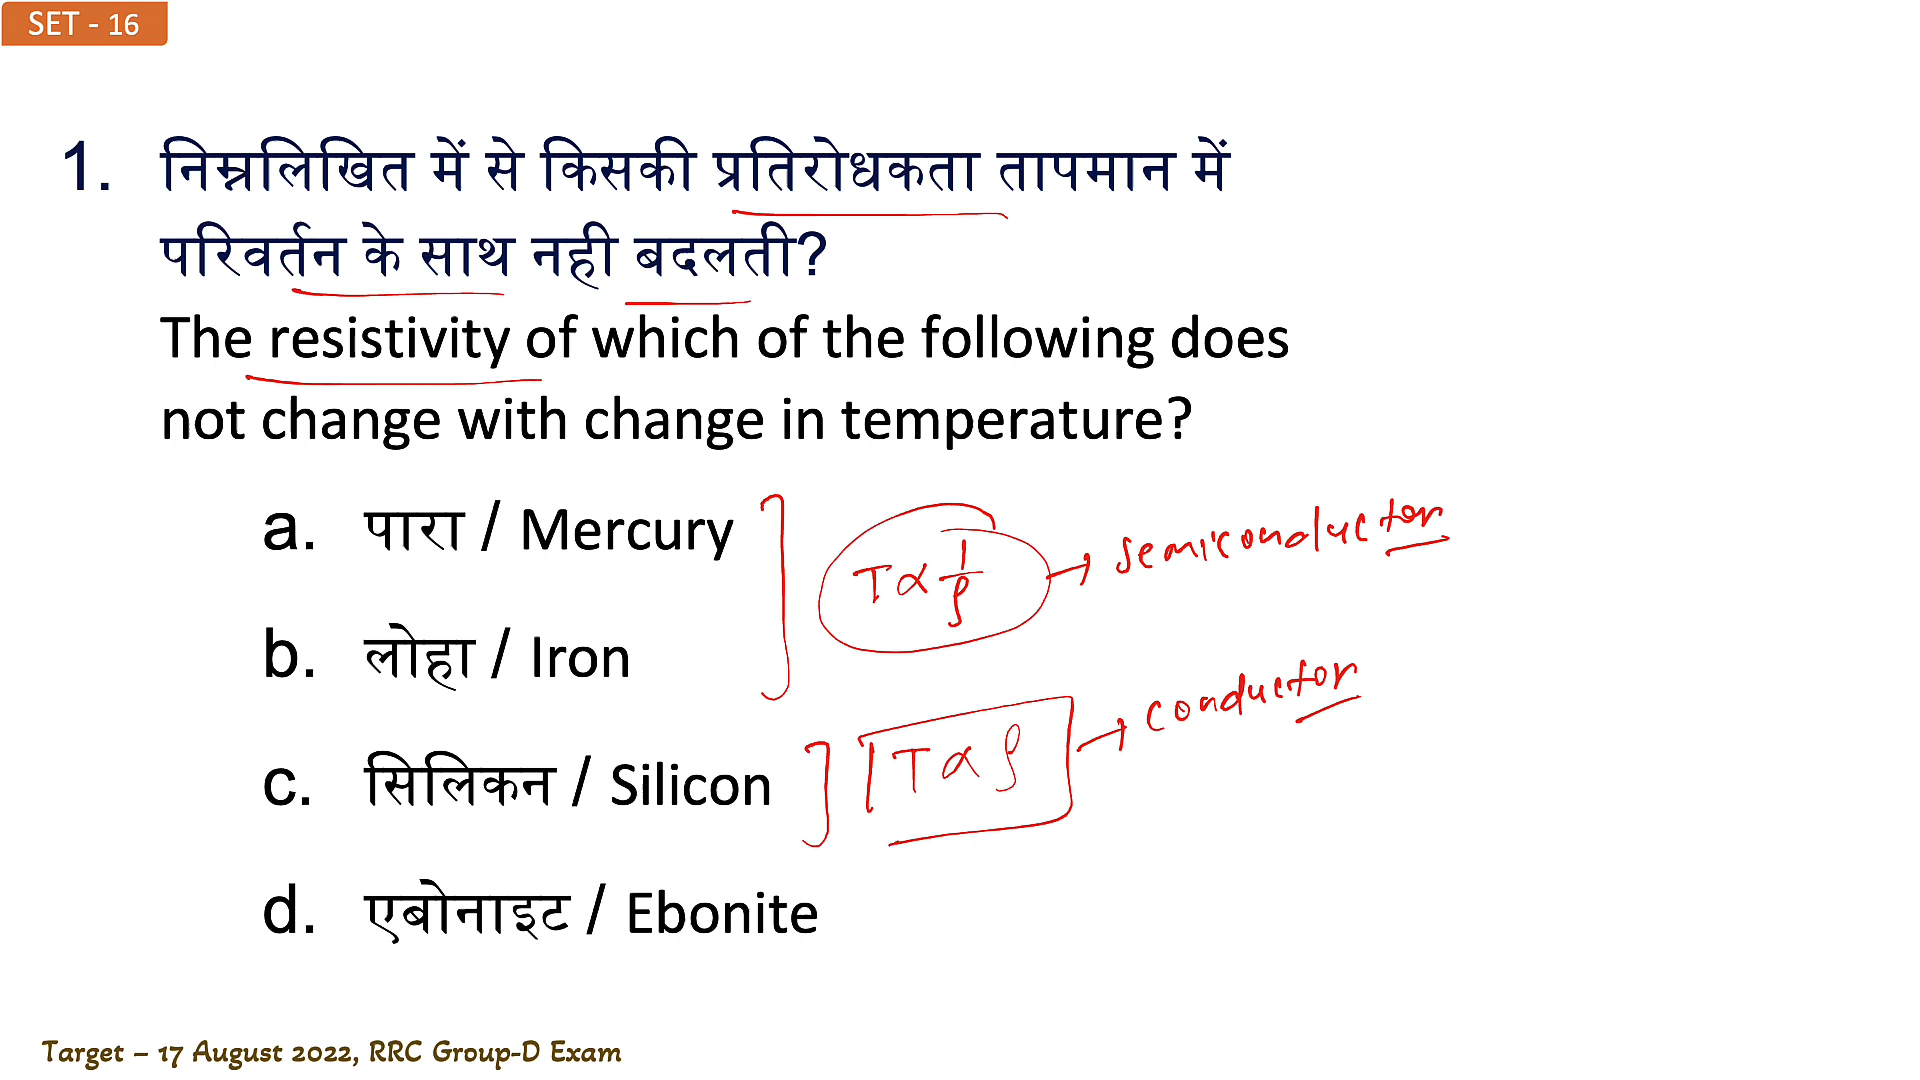 SET - 16
1. निम्नलिखित में से किसकी प्रतिरोधकता तापमान में
परिवर्तन के साथ नही बदलती?
The resistivity of which of the following does
not change with change in temperature?
a. पारा / Mercury
T ∝ 1/ρ → semiconductor
b. लोहा / Iron
c. सिलिकन / Silicon
T ∝ ρ → conductor
d. एबोनाइट / Ebonite
Target – 17 August 2022, RRC Group-D Exam